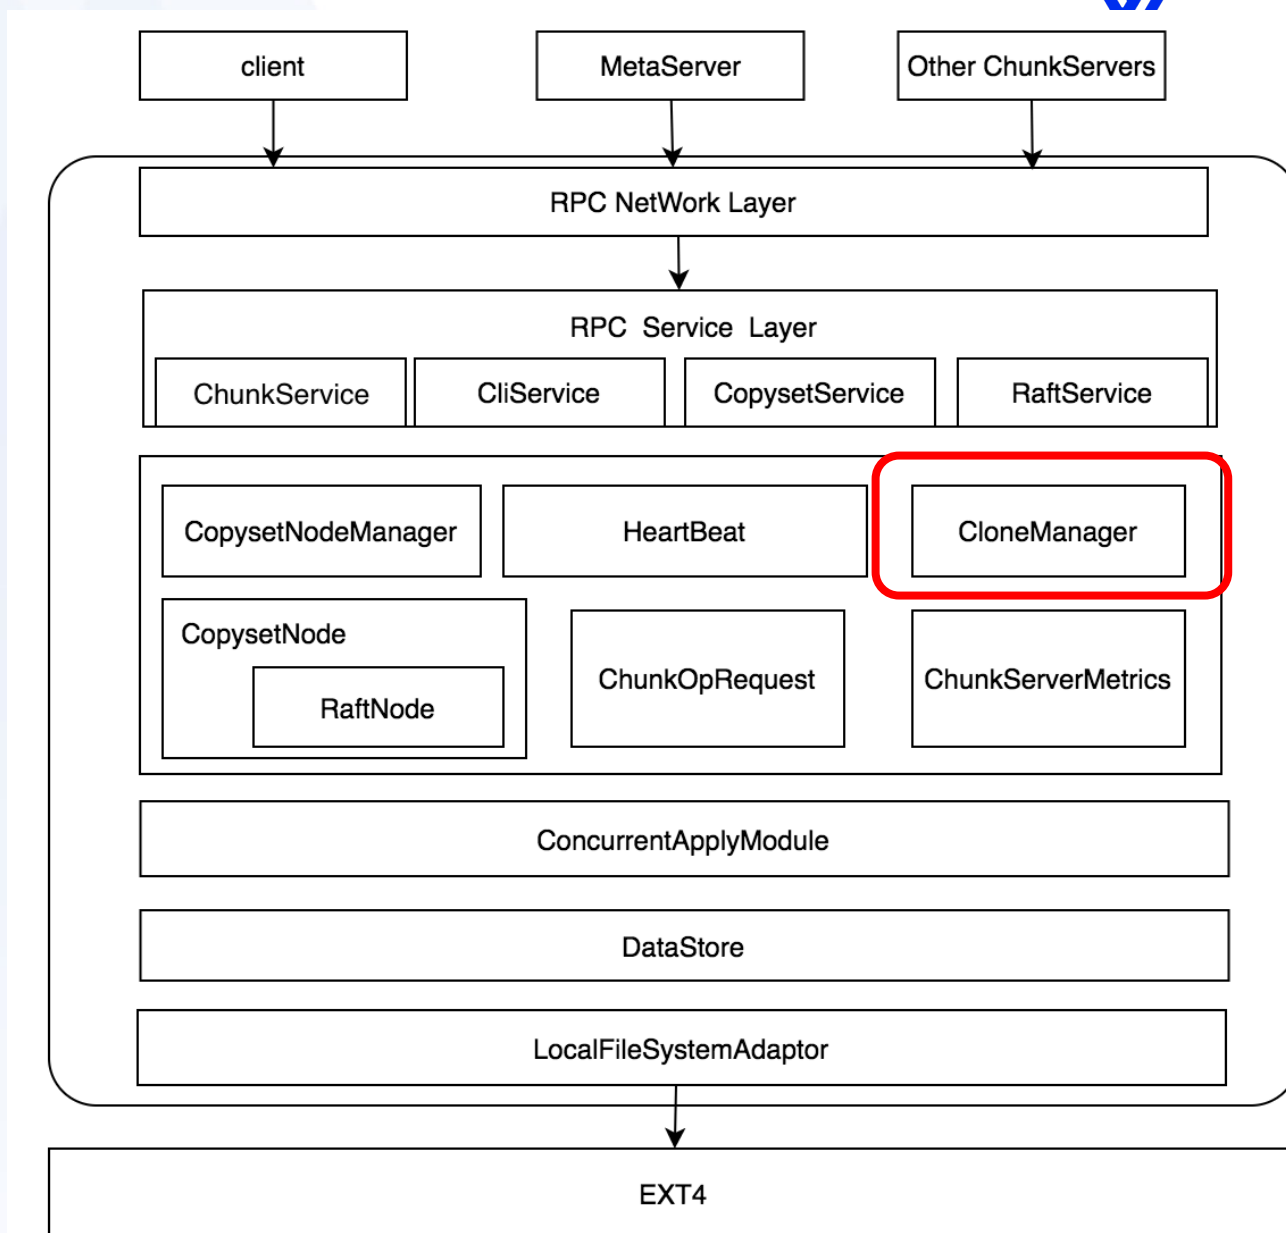 client
MetaServer
Other ChunkServers
RPC NetWork Layer
RPC Service Layer
ChunkService
CliService
CopysetService
RaftService
CopysetNodeManager
HeartBeat
CloneManager
CopysetNode
RaftNode
ChunkOpRequest
ChunkServerMetrics
ConcurrentApplyModule
DataStore
LocalFileSystemAdaptor
EXT4